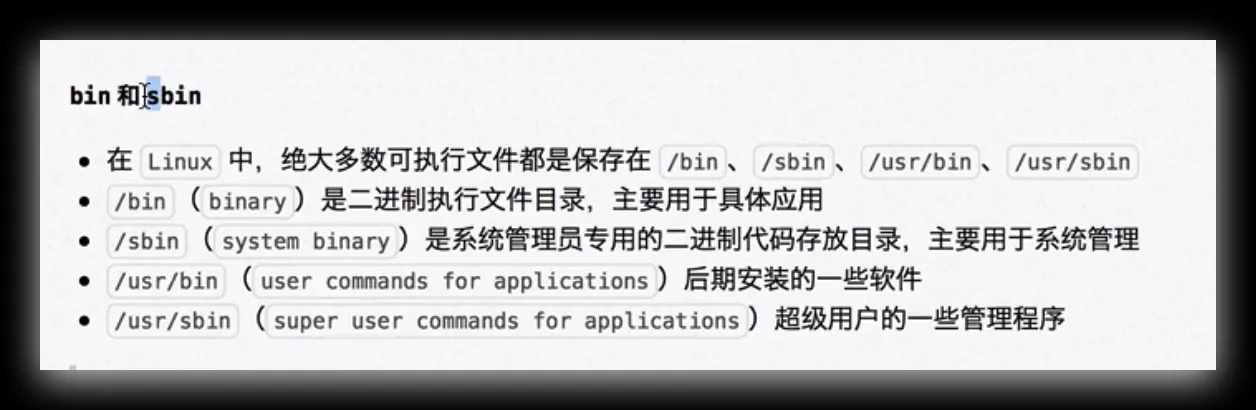 bin 和 sbin
• 在 Linux 中，绝大多数可执行文件都是保存在 /bin、/sbin、/usr/bin、/usr/sbin
• /bin（binary）是二进制执行文件目录，主要用于具体应用
• /sbin（system binary）是系统管理员专用的二进制代码存放目录，主要用于系统管理
• /usr/bin（user commands for applications）后期安装的一些软件
• /usr/sbin（super user commands for applications）超级用户的一些管理程序